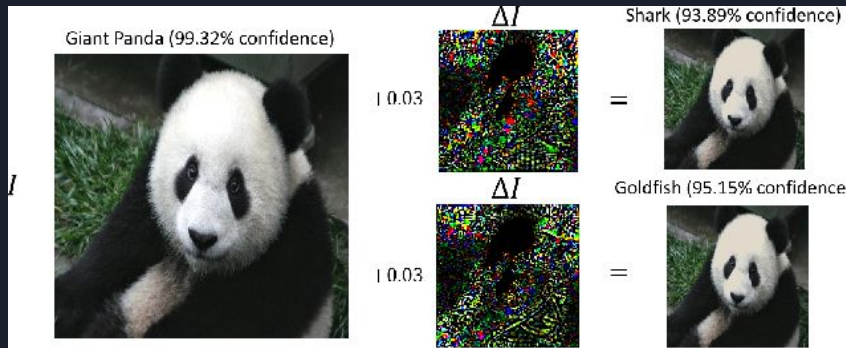 Giant Panda (99.32% confidence)
I
ΔI
+0.03
=
Shark (93.89% confidence)
ΔI
+0.03
=
Goldfish (95.15% confidence